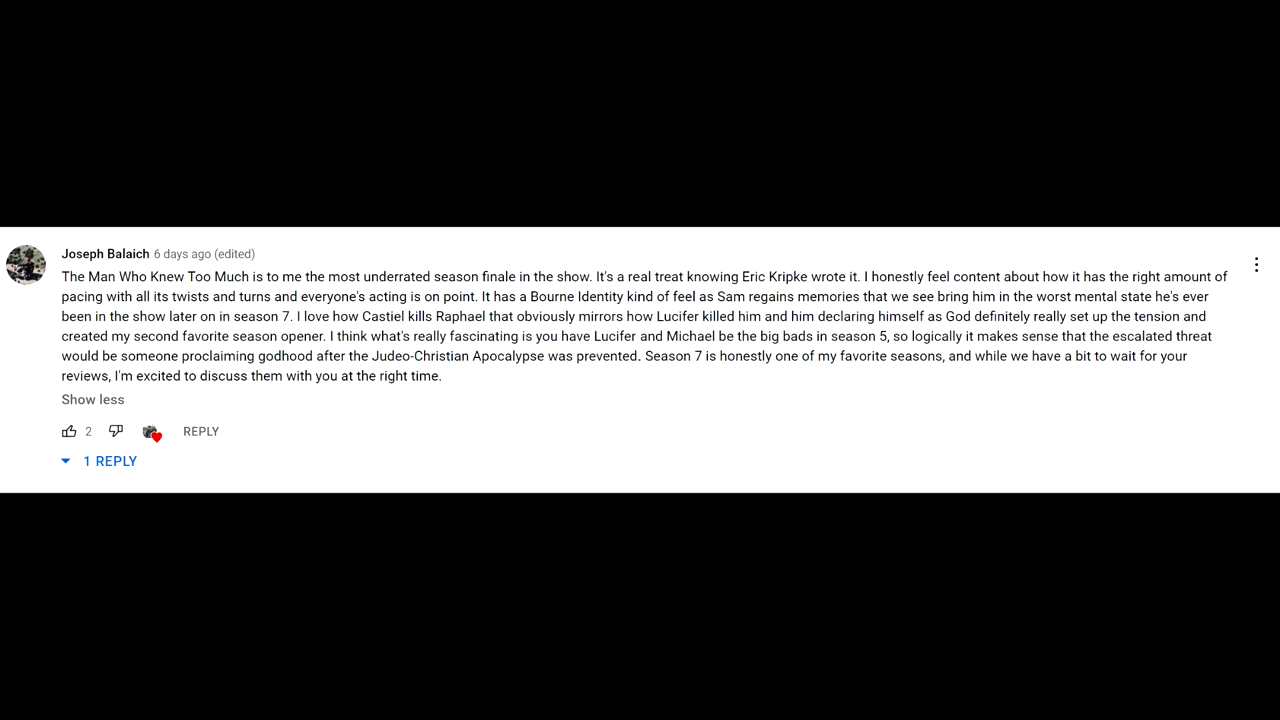 Joseph Balaich 6 days ago (edited)
The Man Who Knew Too Much is to me the most underrated season finale in the show. It's a real treat knowing Eric Kripke wrote it. I honestly feel content about how it has the right amount of
pacing with all its twists and turns and everyone's acting is on point. It has a Bourne Identity kind of feel as Sam regains memories that we see bring him in the worst mental state he's ever
been in the show later on in season 7. I love how Castiel kills Raphael that obviously mirrors how Lucifer killed him and him declaring himself as God definitely really set up the tension and
created my second favorite season opener. I think what's really fascinating is you have Lucifer and Michael be the big bads in season 5, so logically it makes sense that the escalated threat
would be someone proclaiming godhood after the Judeo-Christian Apocalypse was prevented. Season 7 is honestly one of my favorite seasons, and while we have a bit to wait for your
reviews, I'm excited to discuss them with you at the right time.
Show less
2 REPLY
1 REPLY